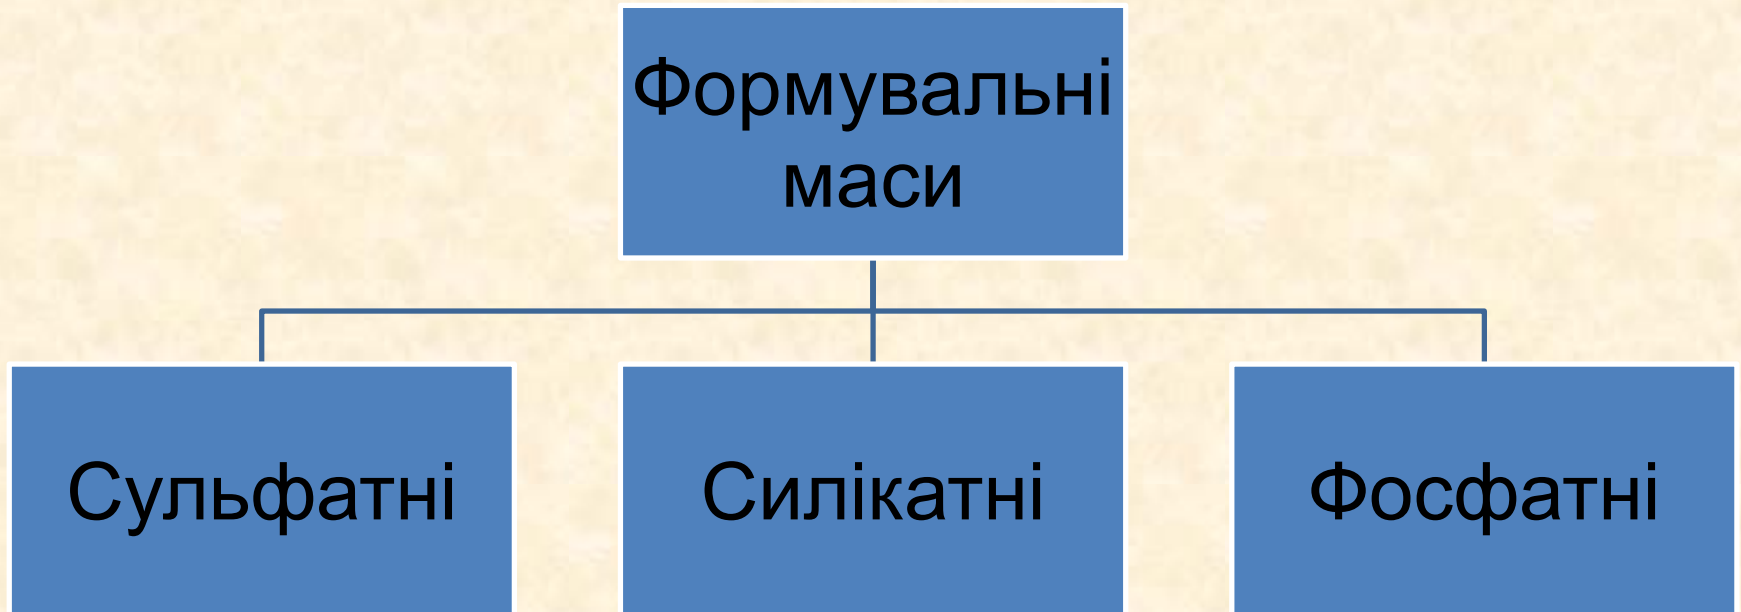 Формувальні
маси
Сульфатні
Силікатні
Фосфатні